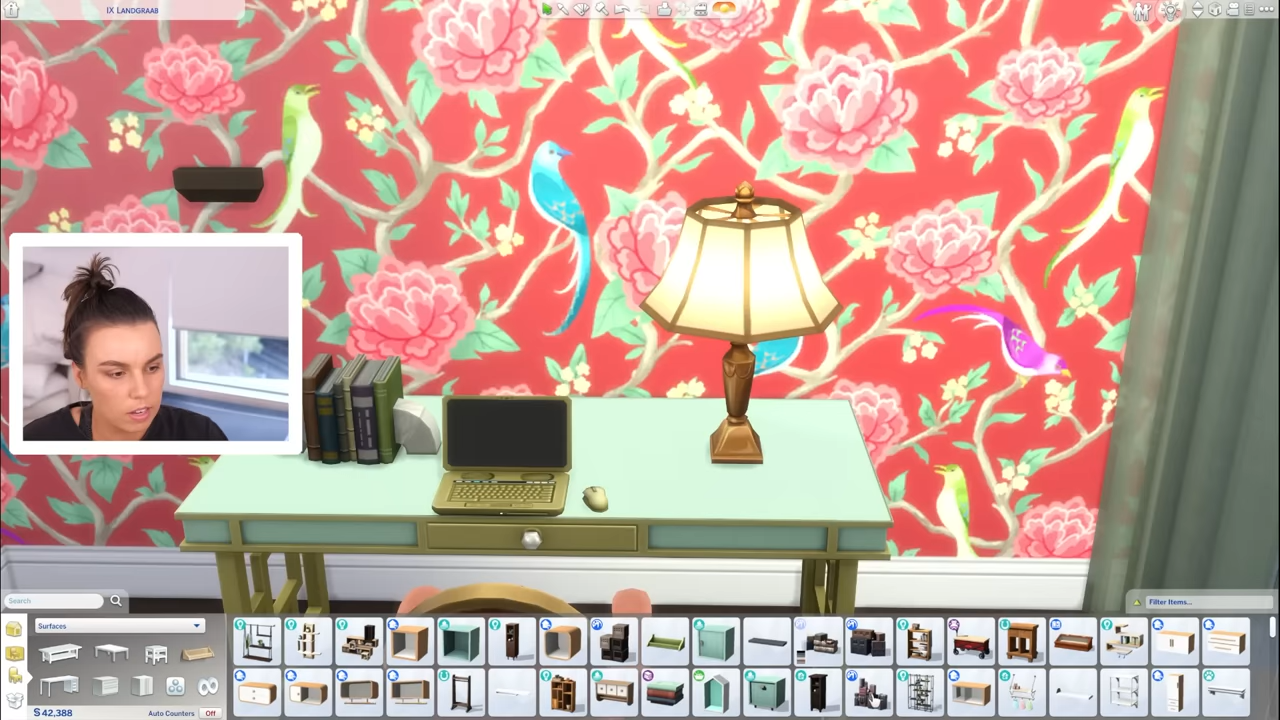 IX LANDGRAAB
Search
Filter Items...
Surfaces
§42,388
Auto Counters
Off